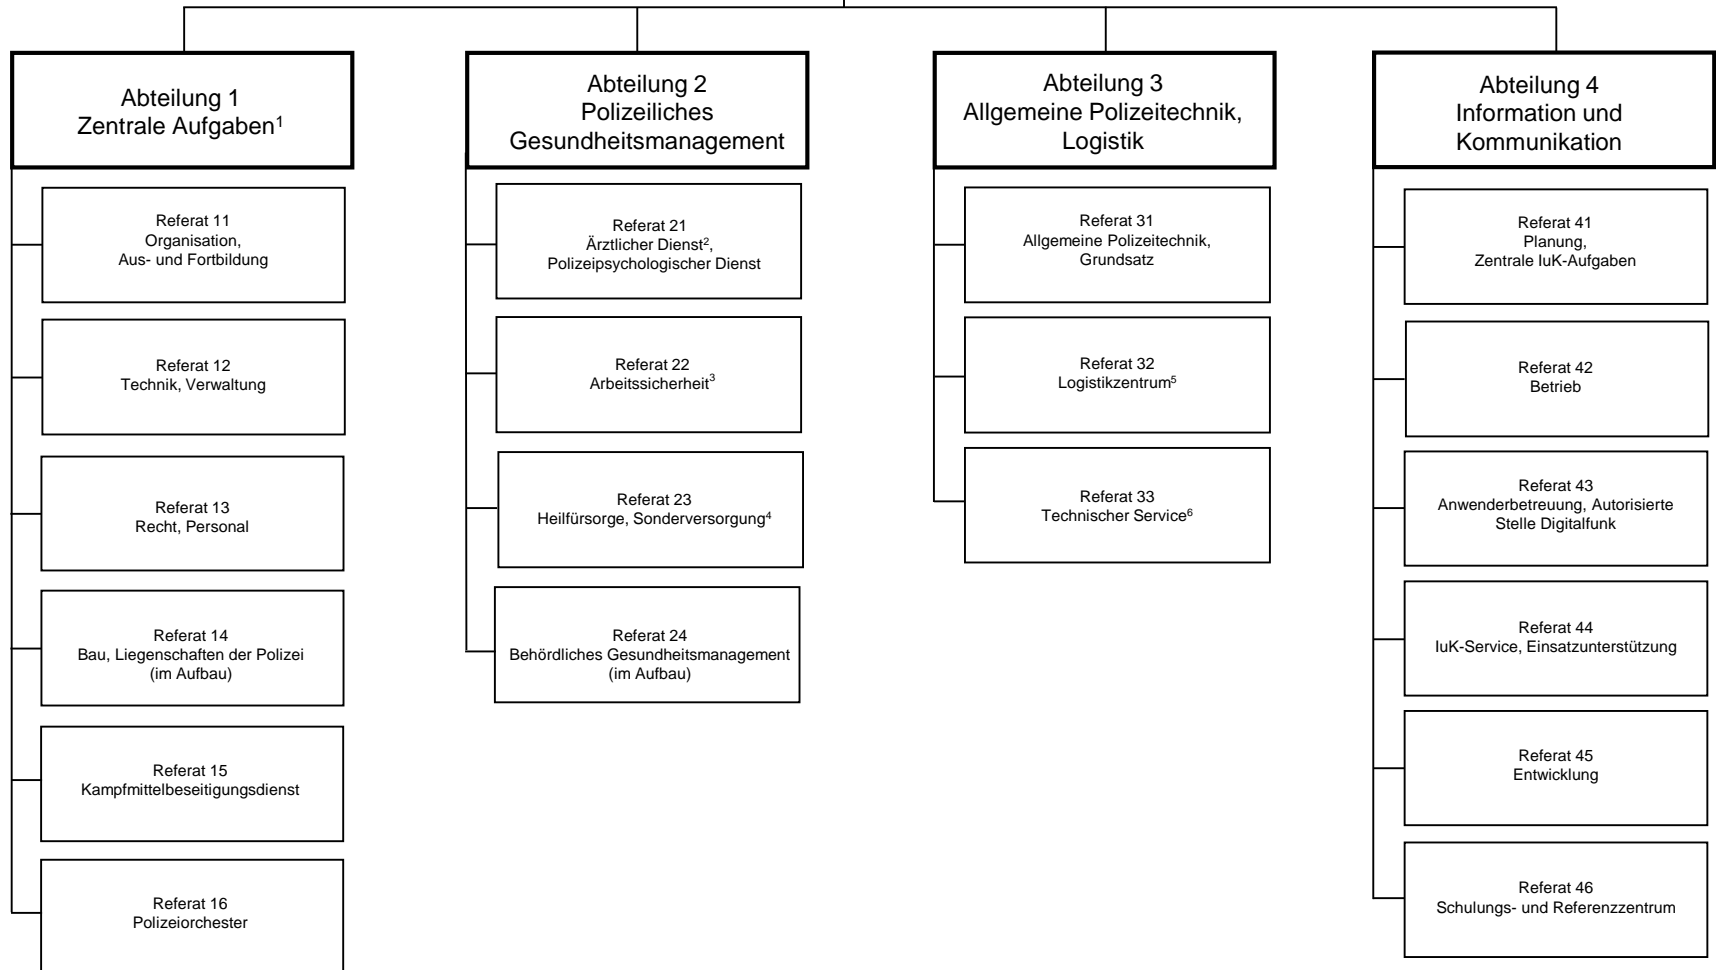 Abteilung 1
Zentrale Aufgaben¹
Referat 11
Organisation,
Aus- und Fortbildung
Referat 12
Technik, Verwaltung
Referat 13
Recht, Personal
Referat 14
Bau, Liegenschaften der Polizei
(im Aufbau)
Referat 15
Kampfmittelbeseitigungsdienst
Referat 16
Polizeiorchester
Abteilung 2
Polizeiliches
Gesundheitsmanagement
Referat 21
Ärztlicher Dienst²,
Polizeipsychologischer Dienst
Referat 22
Arbeitssicherheit³
Referat 23
Heilfürsorge, Sonderversorgung⁴
Referat 24
Behördliches Gesundheitsmanagement
(im Aufbau)
Abteilung 3
Allgemeine Polizeitechnik,
Logistik
Referat 31
Allgemeine Polizeitechnik,
Grundsatz
Referat 32
Logistikzentrum⁵
Referat 33
Technischer Service⁶
Abteilung 4
Information und
Kommunikation
Referat 41
Planung,
Zentrale IuK-Aufgaben
Referat 42
Betrieb
Referat 43
Anwenderbetreuung, Autorisierte
Stelle Digitalfunk
Referat 44
IuK-Service, Einsatzunterstützung
Referat 45
Entwicklung
Referat 46
Schulungs- und Referenzzentrum